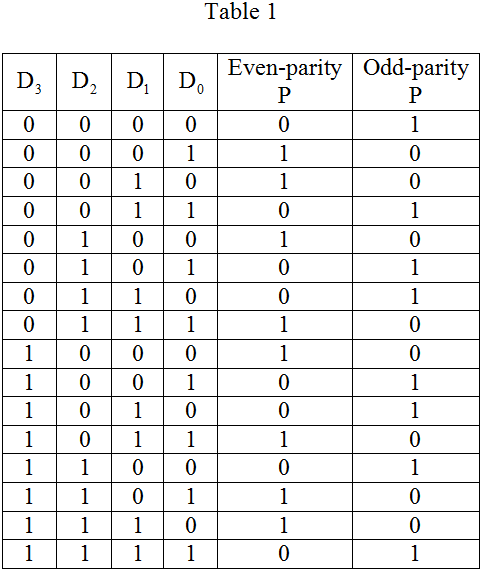 Table 1
D3 D2 D1 D0 Even-parity P Odd-parity P
0 0 0 0 0 1
0 0 0 1 1 0
0 0 1 0 1 0
0 0 1 1 0 1
0 1 0 0 1 0
0 1 0 1 0 1
0 1 1 0 0 1
0 1 1 1 1 0
1 0 0 0 1 0
1 0 0 1 0 1
1 0 1 0 0 1
1 0 1 1 1 0
1 1 0 0 0 1
1 1 0 1 1 0
1 1 1 0 1 0
1 1 1 1 0 1